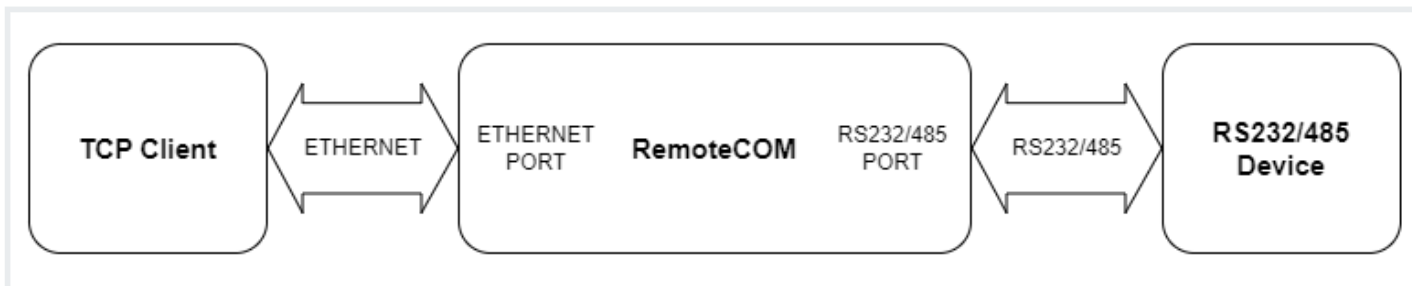 TCP Client
ETHERNET
ETHERNET
PORT
RemoteCOM
RS232/485
PORT
RS232/485
RS232/485
Device